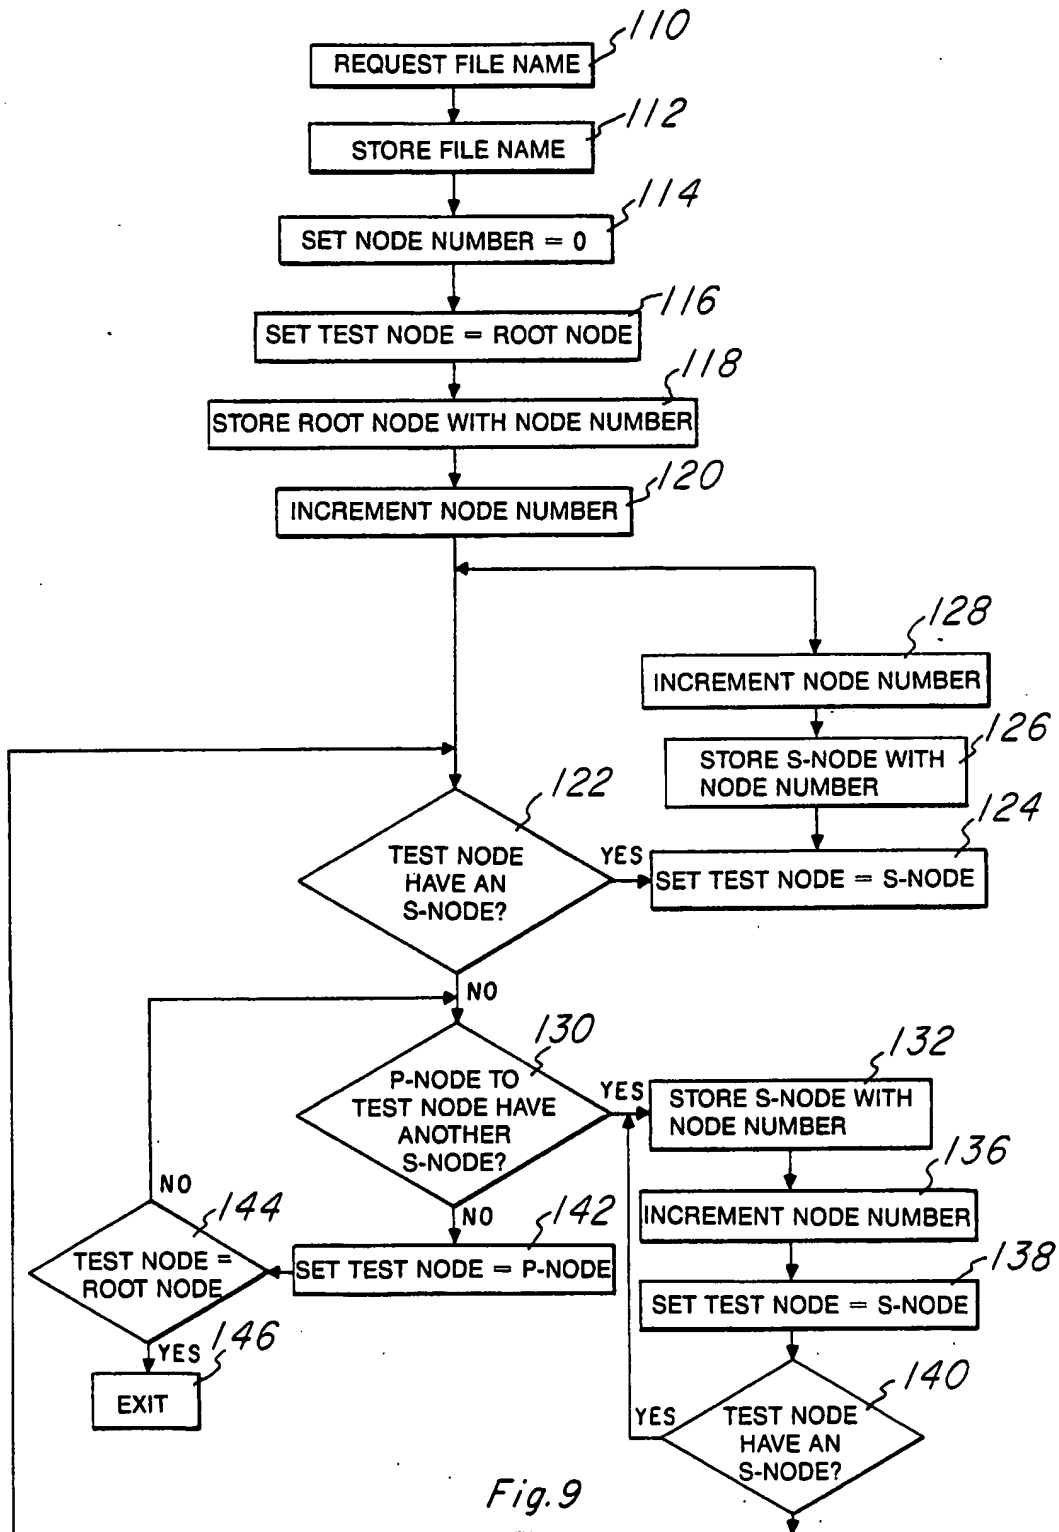 110
REQUEST FILE NAME
112
STORE FILE NAME
114
SET NODE NUMBER = 0
116
SET TEST NODE = ROOT NODE
118
STORE ROOT NODE WITH NODE NUMBER
120
INCREMENT NODE NUMBER
128
INCREMENT NODE NUMBER
126
STORE S-NODE WITH
NODE NUMBER
124
SET TEST NODE = S-NODE
122
TEST NODE
HAVE AN
S-NODE?
YES
NO
130
P-NODE TO
TEST NODE HAVE
ANOTHER
S-NODE?
YES
NO
132
STORE S-NODE WITH
NODE NUMBER
136
INCREMENT NODE NUMBER
138
SET TEST NODE = S-NODE
140
TEST NODE
HAVE AN
S-NODE?
YES
142
SET TEST NODE = P-NODE
144
TEST NODE =
ROOT NODE
NO
YES
146
EXIT
Fig.9